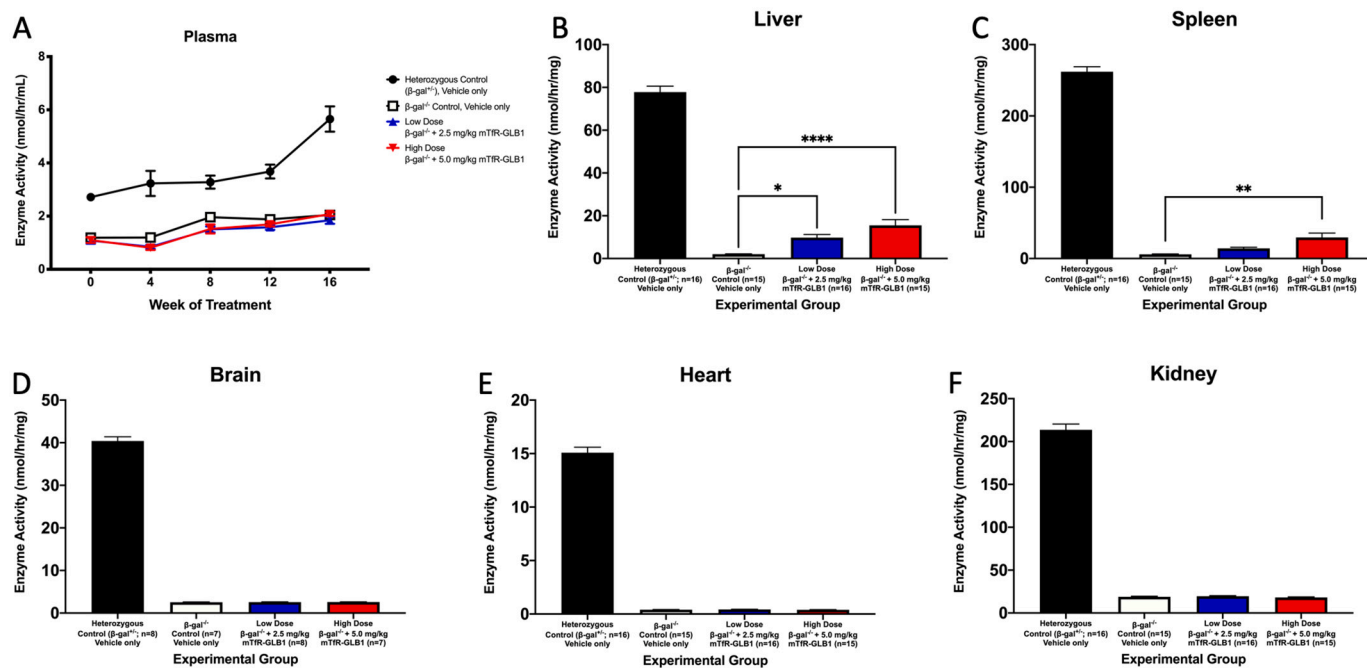 A
Plasma
Enzyme Activity (nmol/hr/mL)
8
6
4
2
0
0 4 8 12 16
Week of Treatment
Heterozygous Control
(β-gal⁺/⁻), Vehicle only
β-gal⁻/⁻ Control, Vehicle only
Low Dose
β-gal⁻/⁻ + 2.5 mg/kg mTfR-GLB1
High Dose
β-gal⁻/⁻ + 5.0 mg/kg mTfR-GLB1
B
Liver
Enzyme Activity (nmol/hr/mg)
100
80
60
40
20
0
****
*
Heterozygous
Control (β-gal⁺/⁻; n=16)
Vehicle only
β-gal⁻/⁻
Control (n=15)
Vehicle only
Low Dose
β-gal⁻/⁻ + 2.5 mg/kg
mTfR-GLB1 (n=16)
High Dose
β-gal⁻/⁻ + 5.0 mg/kg
mTfR-GLB1 (n=15)
Experimental Group
C
Spleen
Enzyme Activity (nmol/hr/mg)
300
200
100
0
**
Heterozygous
Control (β-gal⁺/⁻; n=16)
Vehicle only
β-gal⁻/⁻
Control (n=15)
Vehicle only
Low Dose
β-gal⁻/⁻ + 2.5 mg/kg
mTfR-GLB1 (n=16)
High Dose
β-gal⁻/⁻ + 5.0 mg/kg
mTfR-GLB1 (n=15)
Experimental Group
D
Brain
Enzyme Activity (nmol/hr/mg)
50
40
30
20
10
0
Heterozygous
Control (β-gal⁺/⁻; n=8)
Vehicle only
β-gal⁻/⁻
Control (n=7)
Vehicle only
Low Dose
β-gal⁻/⁻ + 2.5 mg/kg
mTfR-GLB1 (n=8)
High Dose
β-gal⁻/⁻ + 5.0 mg/kg
mTfR-GLB1 (n=7)
Experimental Group
E
Heart
Enzyme Activity (nmol/hr/mg)
20
15
10
5
0
Heterozygous
Control (β-gal⁺/⁻; n=16)
Vehicle only
β-gal⁻/⁻
Control (n=15)
Vehicle only
Low Dose
β-gal⁻/⁻ + 2.5 mg/kg
mTfR-GLB1 (n=16)
High Dose
β-gal⁻/⁻ + 5.0 mg/kg
mTfR-GLB1 (n=15)
Experimental Group
F
Kidney
Enzyme Activity (nmol/hr/mg)
250
200
150
100
50
0
Heterozygous
Control (β-gal⁺/⁻; n=16)
Vehicle only
β-gal⁻/⁻
Control (n=15)
Vehicle only
Low Dose
β-gal⁻/⁻ + 2.5 mg/kg
mTfR-GLB1 (n=16)
High Dose
β-gal⁻/⁻ + 5.0 mg/kg
mTfR-GLB1 (n=15)
Experimental Group